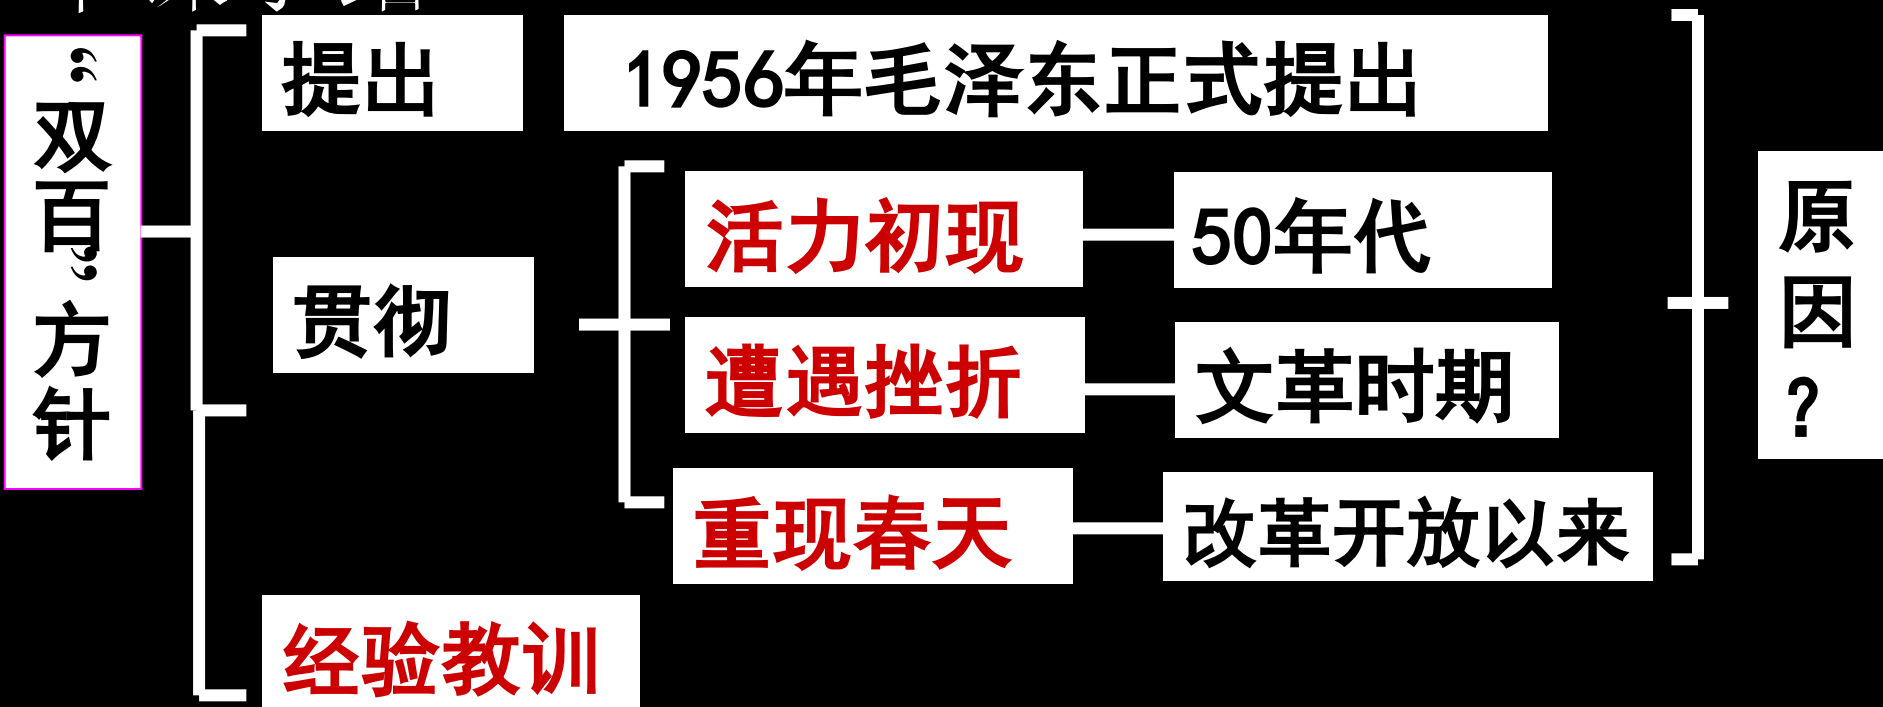 “双百”方针
提出
1956年毛泽东正式提出
贯彻
活力初现
50年代
遭遇挫折
文革时期
重现春天
改革开放以来
经验教训
原因？